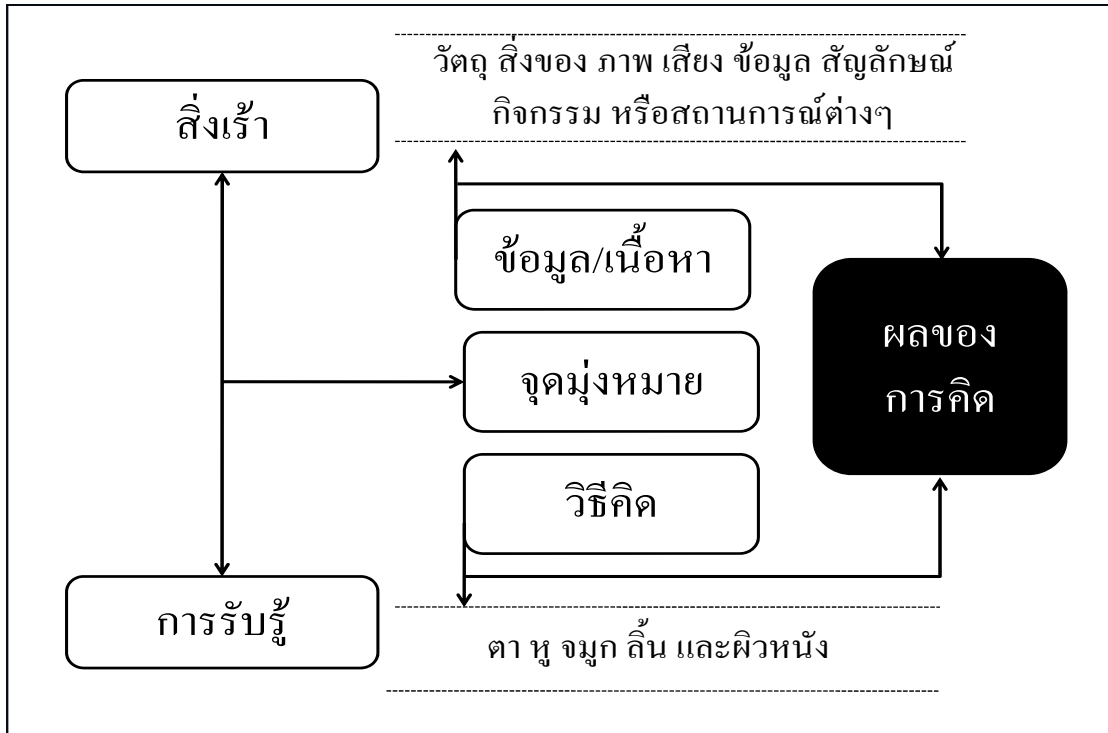 วัตถุ สิ่งของ ภาพ เสียง ข้อมูล สัญลักษณ์
กิจกรรม หรือสถานการณ์ต่างๆ
สิ่งเร้า
ข้อมูล/เนื้อหา
จุดมุ่งหมาย
วิธีคิด
ผลของ
การคิด
การรับรู้
ตา หู จมูก ลิ้น และผิวหนัง